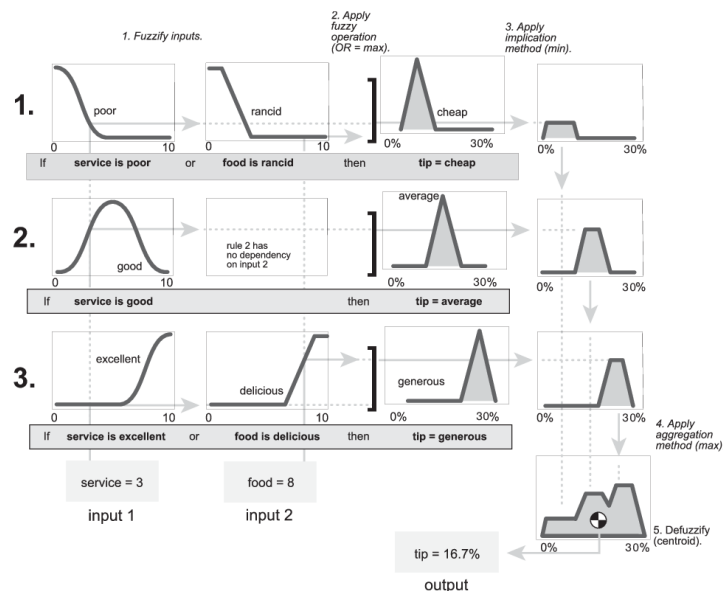 1. Fuzzify inputs.
2. Apply
fuzzy
operation
(OR = max).
3. Apply
implication
method (min).
1.
poor
rancid
cheap
0 10 0 10 0% 30% 0% 30%
If service is poor or food is rancid then tip = cheap
2.
good
rule 2 has
no dependency
on input 2
average
0 10 0% 30% 0% 30%
If service is good then tip = average
3.
excellent
delicious
generous
0 10 0 10 0% 30% 0% 30%
If service is excellent or food is delicious then tip = generous
4. Apply
aggregation
method (max)
service = 3
input 1
food = 8
input 2
0% 30%
5. Defuzzify
(centroid).
tip = 16.7%
output